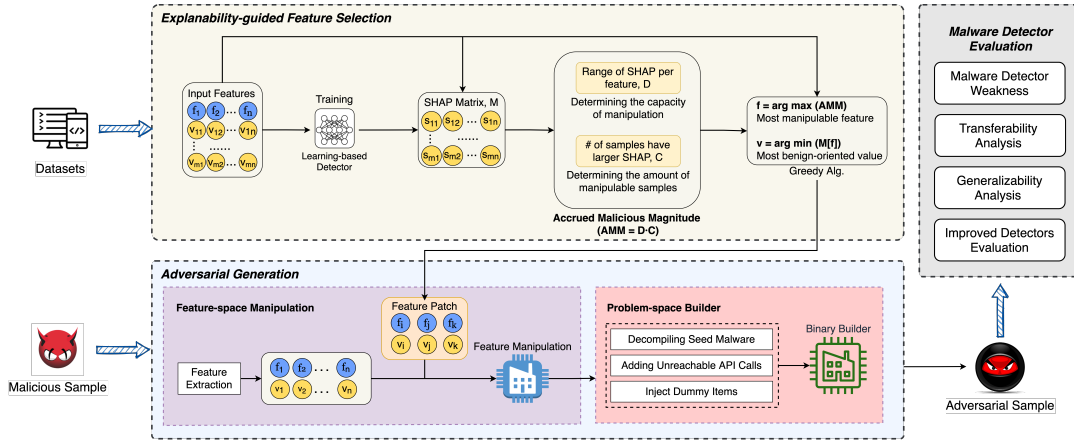 Explanability-guided Feature Selection
Datasets
Input Features
f1 f2 ... fn
v11 v12 ... v1n
⋮ ...... ⋮
vm1 vm2 ... vmn
Training
Learning-based
Detector
SHAP Matrix, M
s11 s12 ... s1n
⋮ ...... ⋮
sm1 sm2 ... smn
Range of SHAP per
feature, D
Determining the capacity
of manipulation
# of samples have
larger SHAP, C
Determining the amount of
manipulable samples
Accrued Malicious Magnitude
(AMM = D·C)
f = arg max (AMM)
Most manipulable feature
v = arg min (M[f])
Most benign-oriented value
Greedy Alg.
Malware Detector
Evaluation
Malware Detector
Weakness
Transferability
Analysis
Generalizability
Analysis
Improved Detectors
Evaluation
Adversarial Generation
Malicious Sample
Feature-space Manipulation
Feature
Extraction
f1 f2 ... fn
v1 v2 ... vn
Feature Patch
fi fj fk
vi vj vk
Feature Manipulation
Problem-space Builder
Decompiling Seed Malware
Adding Unreachable API Calls
Inject Dummy Items
Binary Builder
Adversarial Sample